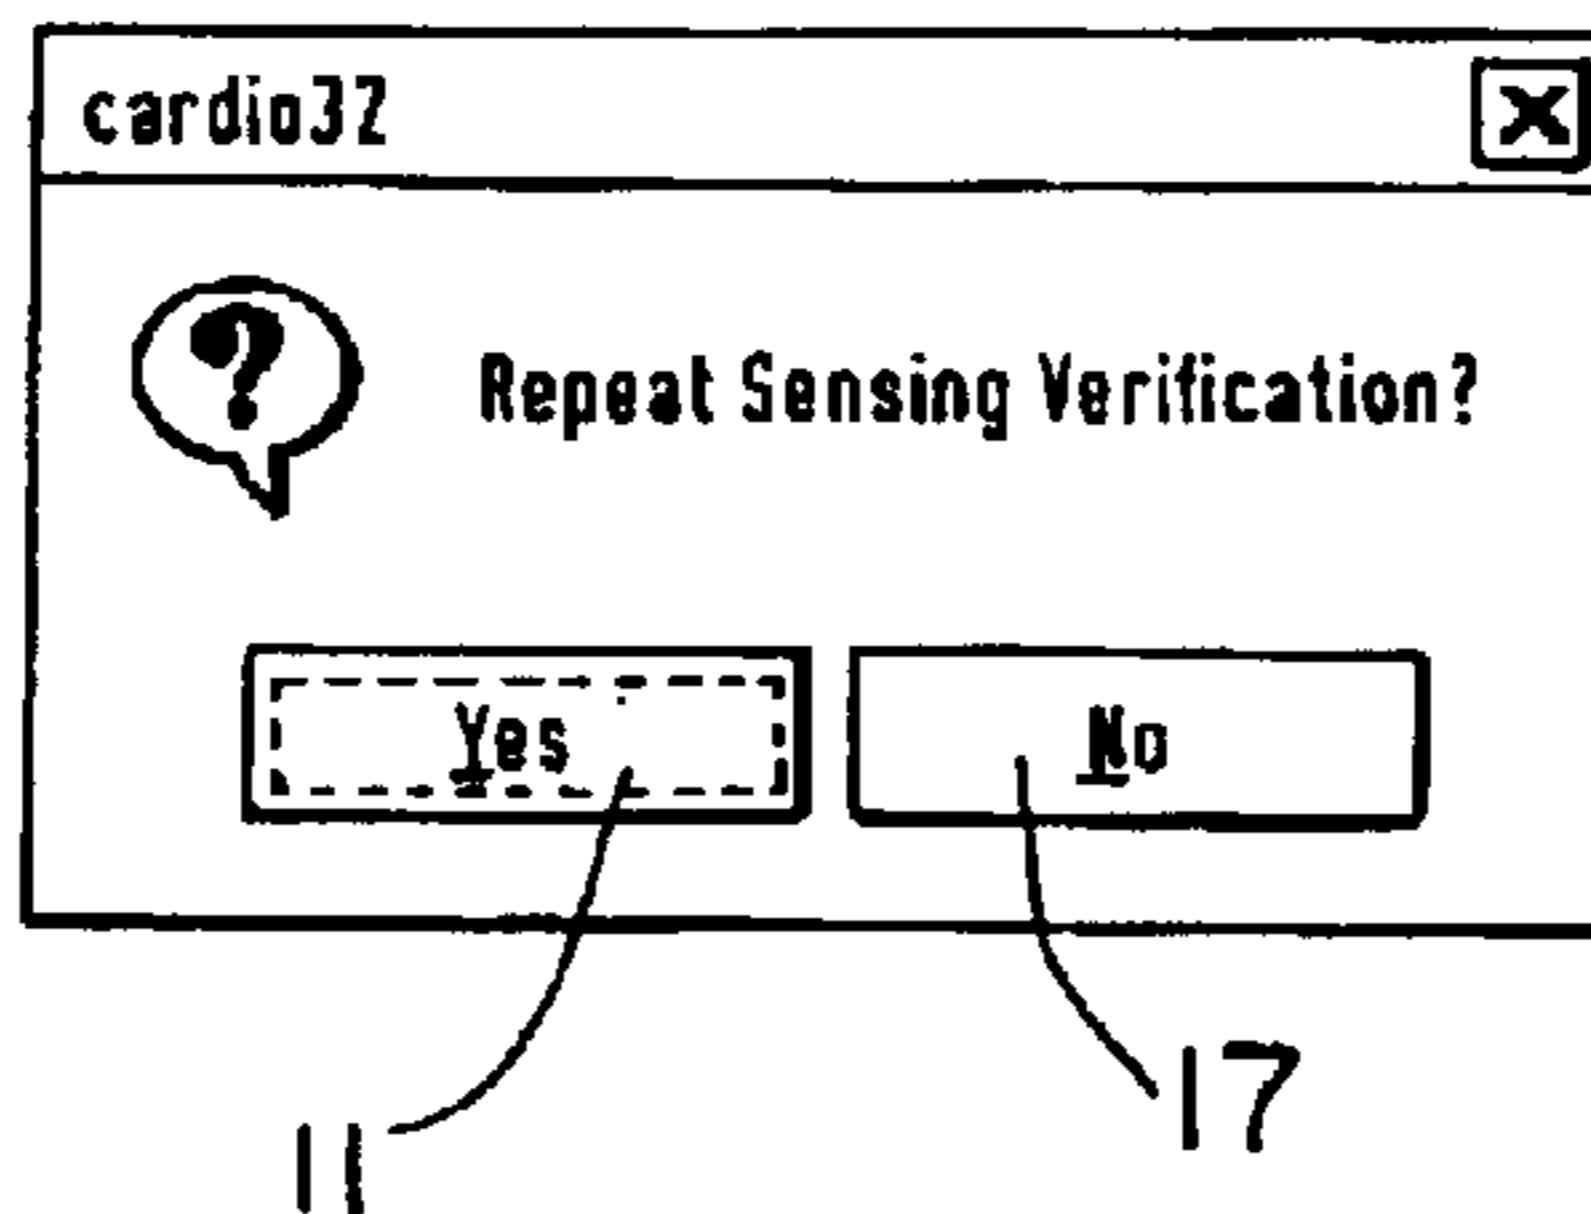 cardio32
Repeat Sensing Verification?
Yes No
11 17